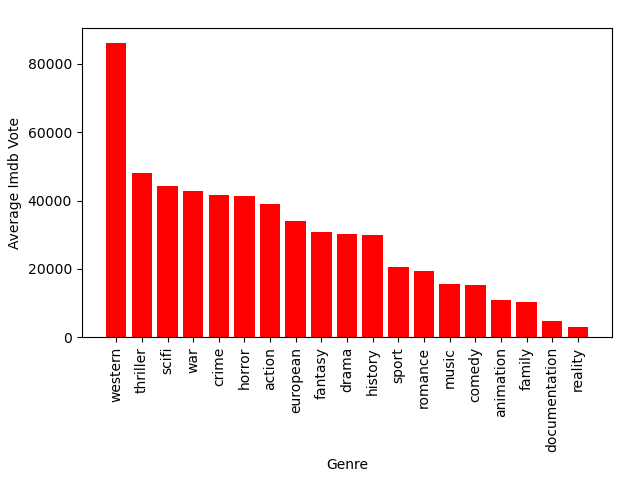 80000
60000
40000
20000
0
Average Imdb Vote
western
thriller
scifi
war
crime
horror
action
european
fantasy
drama
history
sport
romance
music
comedy
animation
family
documentation
reality
Genre